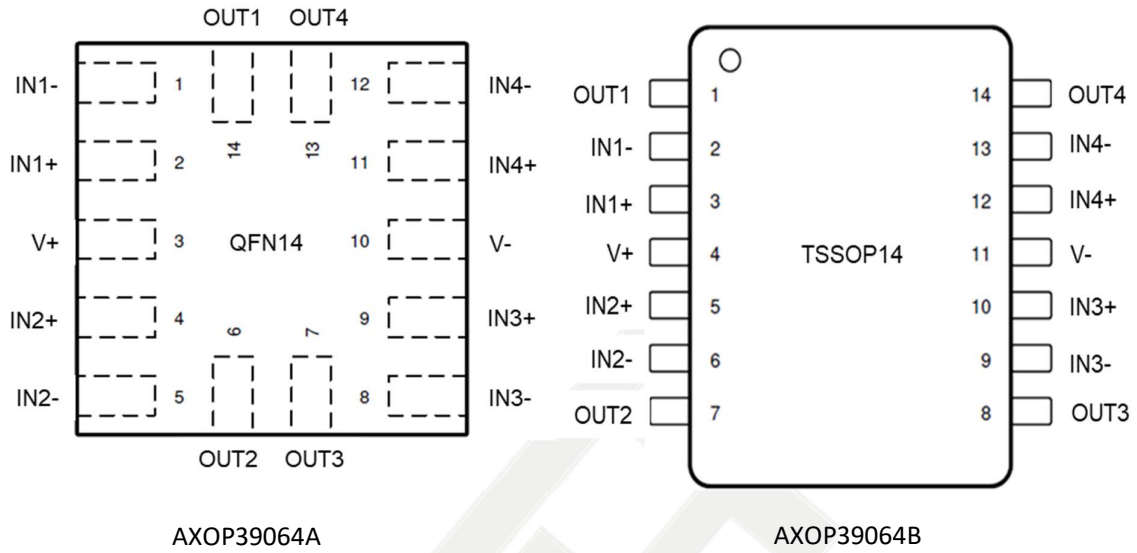 OUT1 OUT4
IN1- 1 12 IN4-
14 13
IN1+ 2 11 IN4+
V+ 3 QFN14 10 V-
IN2+ 4 9 IN3+
6 7
IN2- 5 8 IN3-
OUT2 OUT3
AXOP39064A
OUT1 1 14 OUT4
IN1- 2 13 IN4-
IN1+ 3 12 IN4+
V+ 4 TSSOP14 11 V-
IN2+ 5 10 IN3+
IN2- 6 9 IN3-
OUT2 7 8 OUT3
AXOP39064B